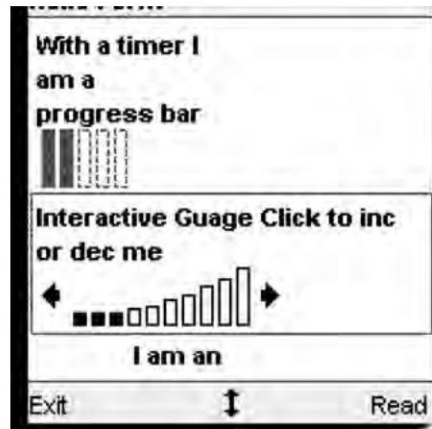 With a timer I
am a
progress bar
Interactive Guage Click to inc
or dec me
I am an
Exit
Read